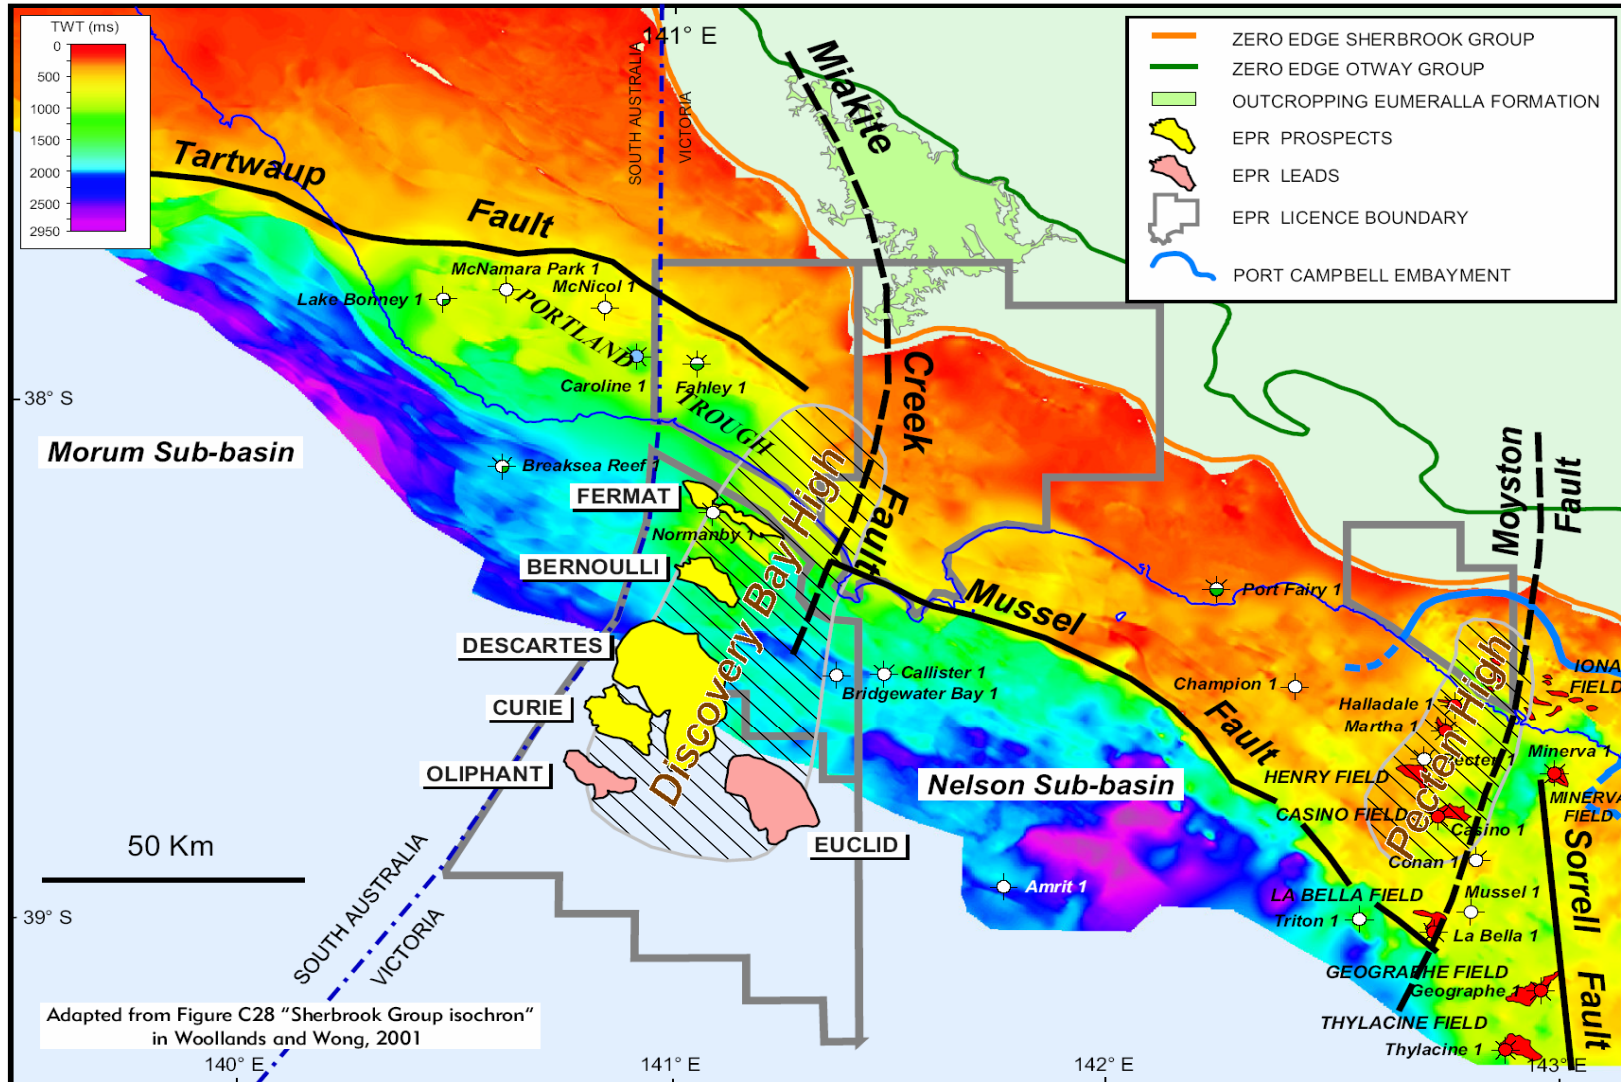 TWT (ms)
0
500
1000
1500
2000
2500
2950
141° E
SOUTH AUSTRALIA
VICTORIA
Miakite
Creek
Fault
ZERO EDGE SHERBROOK GROUP
ZERO EDGE OTWAY GROUP
OUTCROPPING EUMERALLA FORMATION
EPR PROSPECTS
EPR LEADS
EPR LICENCE BOUNDARY
PORT CAMPBELL EMBAYMENT
Tartwaup
Fault
McNamara Park 1
McNicol 1
Lake Bonney 1
PORTLAND
TROUGH
Caroline 1
Fahley 1
38° S
Morum Sub-basin
Breaksea Reef 1
FERMAT
Normanby 1
BERNOULLI
Discovery Bay High
DESCARTES
CURIE
OLIPHANT
EUCLID
Callister 1
Bridgewater Bay 1
Mussel
Fault
Port Fairy 1
Moyston
Fault
Champion 1
Halladale 1
Martha 1
Pecten 1
Pecten High
IONA
FIELD
Minerva 1
MINERVA
FIELD
HENRY FIELD
CASINO FIELD
Casino 1
Conan 1
Nelson Sub-basin
Amrit 1
LA BELLA FIELD
Mussel 1
Triton 1
La Bella 1
Sorrell
Fault
GEOGRAPHE FIELD
Geographe 1
THYLACINE FIELD
Thylacine 1
50 Km
39° S
SOUTH AUSTRALIA
VICTORIA
Adapted from Figure C28 "Sherbrook Group isochron"
in Woollands and Wong, 2001
140° E
141° E
142° E
143° E